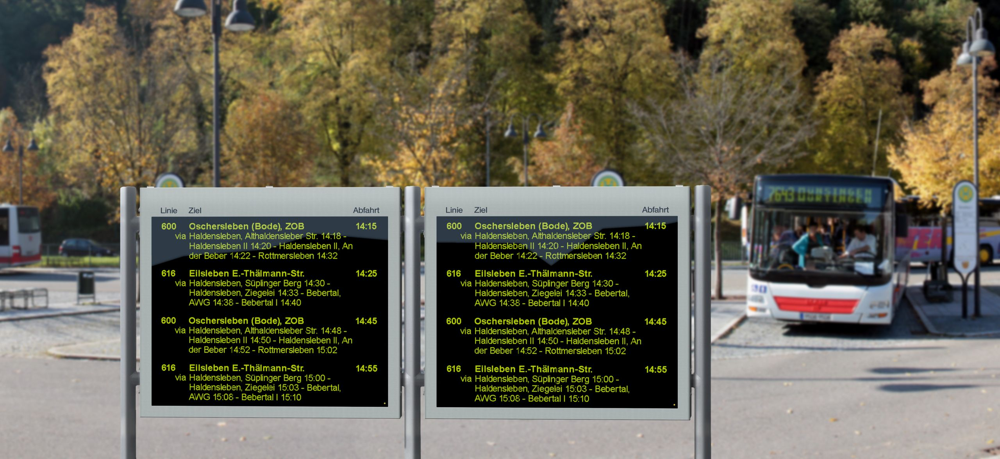 Linie Ziel Abfahrt
600 Oschersleben (Bode), ZOB 14:15
via Haldensleben, Althaldensleber Str. 14:18 -
Haldensleben II 14:20 - Haldensleben II, An
der Beber 14:22 - Rottmersleben 14:32
616 Eilsleben E.-Thälmann-Str. 14:25
via Haldensleben, Süplinger Berg 14:30 -
Haldensleben, Ziegelei 14:33 - Bebertal,
AWG 14:38 - Bebertal I 14:40
600 Oschersleben (Bode), ZOB 14:45
via Haldensleben, Althaldensleber Str. 14:48 -
Haldensleben II 14:50 - Haldensleben II, An
der Beber 14:52 - Rottmersleben 15:02
616 Eilsleben E.-Thälmann-Str. 14:55
via Haldensleben, Süplinger Berg 15:00 -
Haldensleben, Ziegelei 15:03 - Bebertal,
AWG 15:08 - Bebertal I 15:10
Linie Ziel Abfahrt
600 Oschersleben (Bode), ZOB 14:15
via Haldensleben, Althaldensleber Str. 14:18 -
Haldensleben II 14:20 - Haldensleben II, An
der Beber 14:22 - Rottmersleben 14:32
616 Eilsleben E.-Thälmann-Str. 14:25
via Haldensleben, Süplinger Berg 14:30 -
Haldensleben, Ziegelei 14:33 - Bebertal,
AWG 14:38 - Bebertal I 14:40
600 Oschersleben (Bode), ZOB 14:45
via Haldensleben, Althaldensleber Str. 14:48 -
Haldensleben II 14:50 - Haldensleben II, An
der Beber 14:52 - Rottmersleben 15:02
616 Eilsleben E.-Thälmann-Str. 14:55
via Haldensleben, Süplinger Berg 15:00 -
Haldensleben, Ziegelei 15:03 - Bebertal,
AWG 15:08 - Bebertal I 15:10
7643